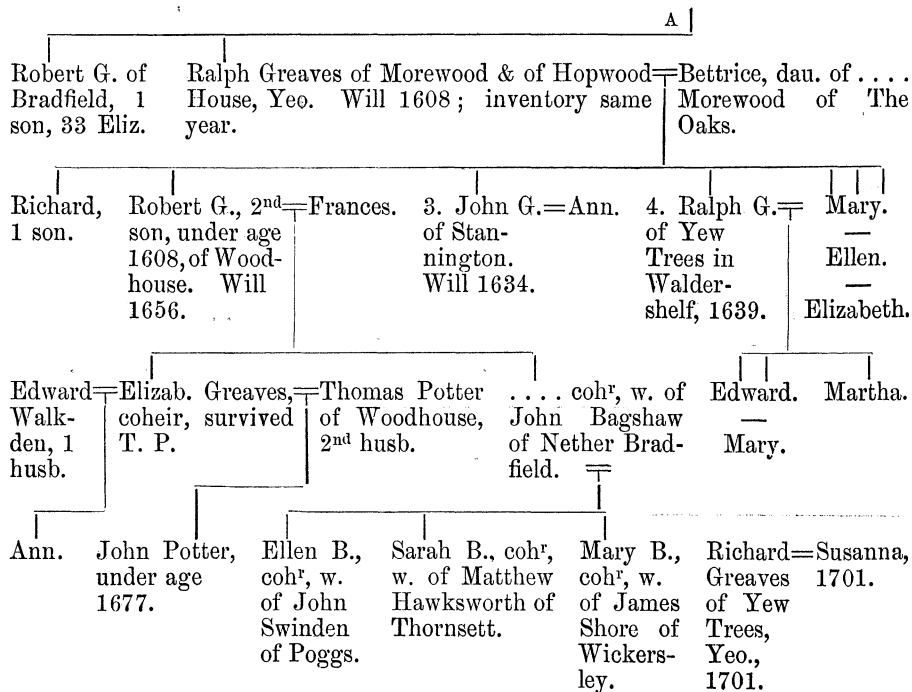 A
Robert G. of
Bradfield, 1
son, 33 Eliz.
Ralph Greaves of Morewood & of Hopwood
House, Yeo. Will 1608 ; inventory same
year.
Bettrice, dau. of . . . .
Morewood of The
Oaks.
Richard,
1 son.
Robert G., 2nd
son, under age
1608, of Wood-
house. Will
1656.
Frances.
3. John G.=Ann.
of Stan-
nington.
Will 1634.
4. Ralph G.
of Yew
Trees in
Walder-
shelf, 1639.
Mary.
—
Ellen.
—
Elizabeth.
Edward
Walk-
den, 1
husb.
Elizab. Greaves,
coheir, survived
T. P.
Thomas Potter
of Woodhouse,
2nd husb.
. . . . cohr, w. of
John Bagshaw
of Nether Brad-
field.
Edward.
—
Mary.
Martha.
Ann.
John Potter,
under age
1677.
Ellen B.,
cohr, w.
of John
Swinden
of Poggs.
Sarah B., cohr,
w. of Matthew
Hawksworth of
Thornsett.
Mary B.,
cohr, w.
of James
Shore of
Wickers-
ley.
Richard=Susanna,
Greaves
of Yew
Trees,
Yeo.,
1701.
1701.